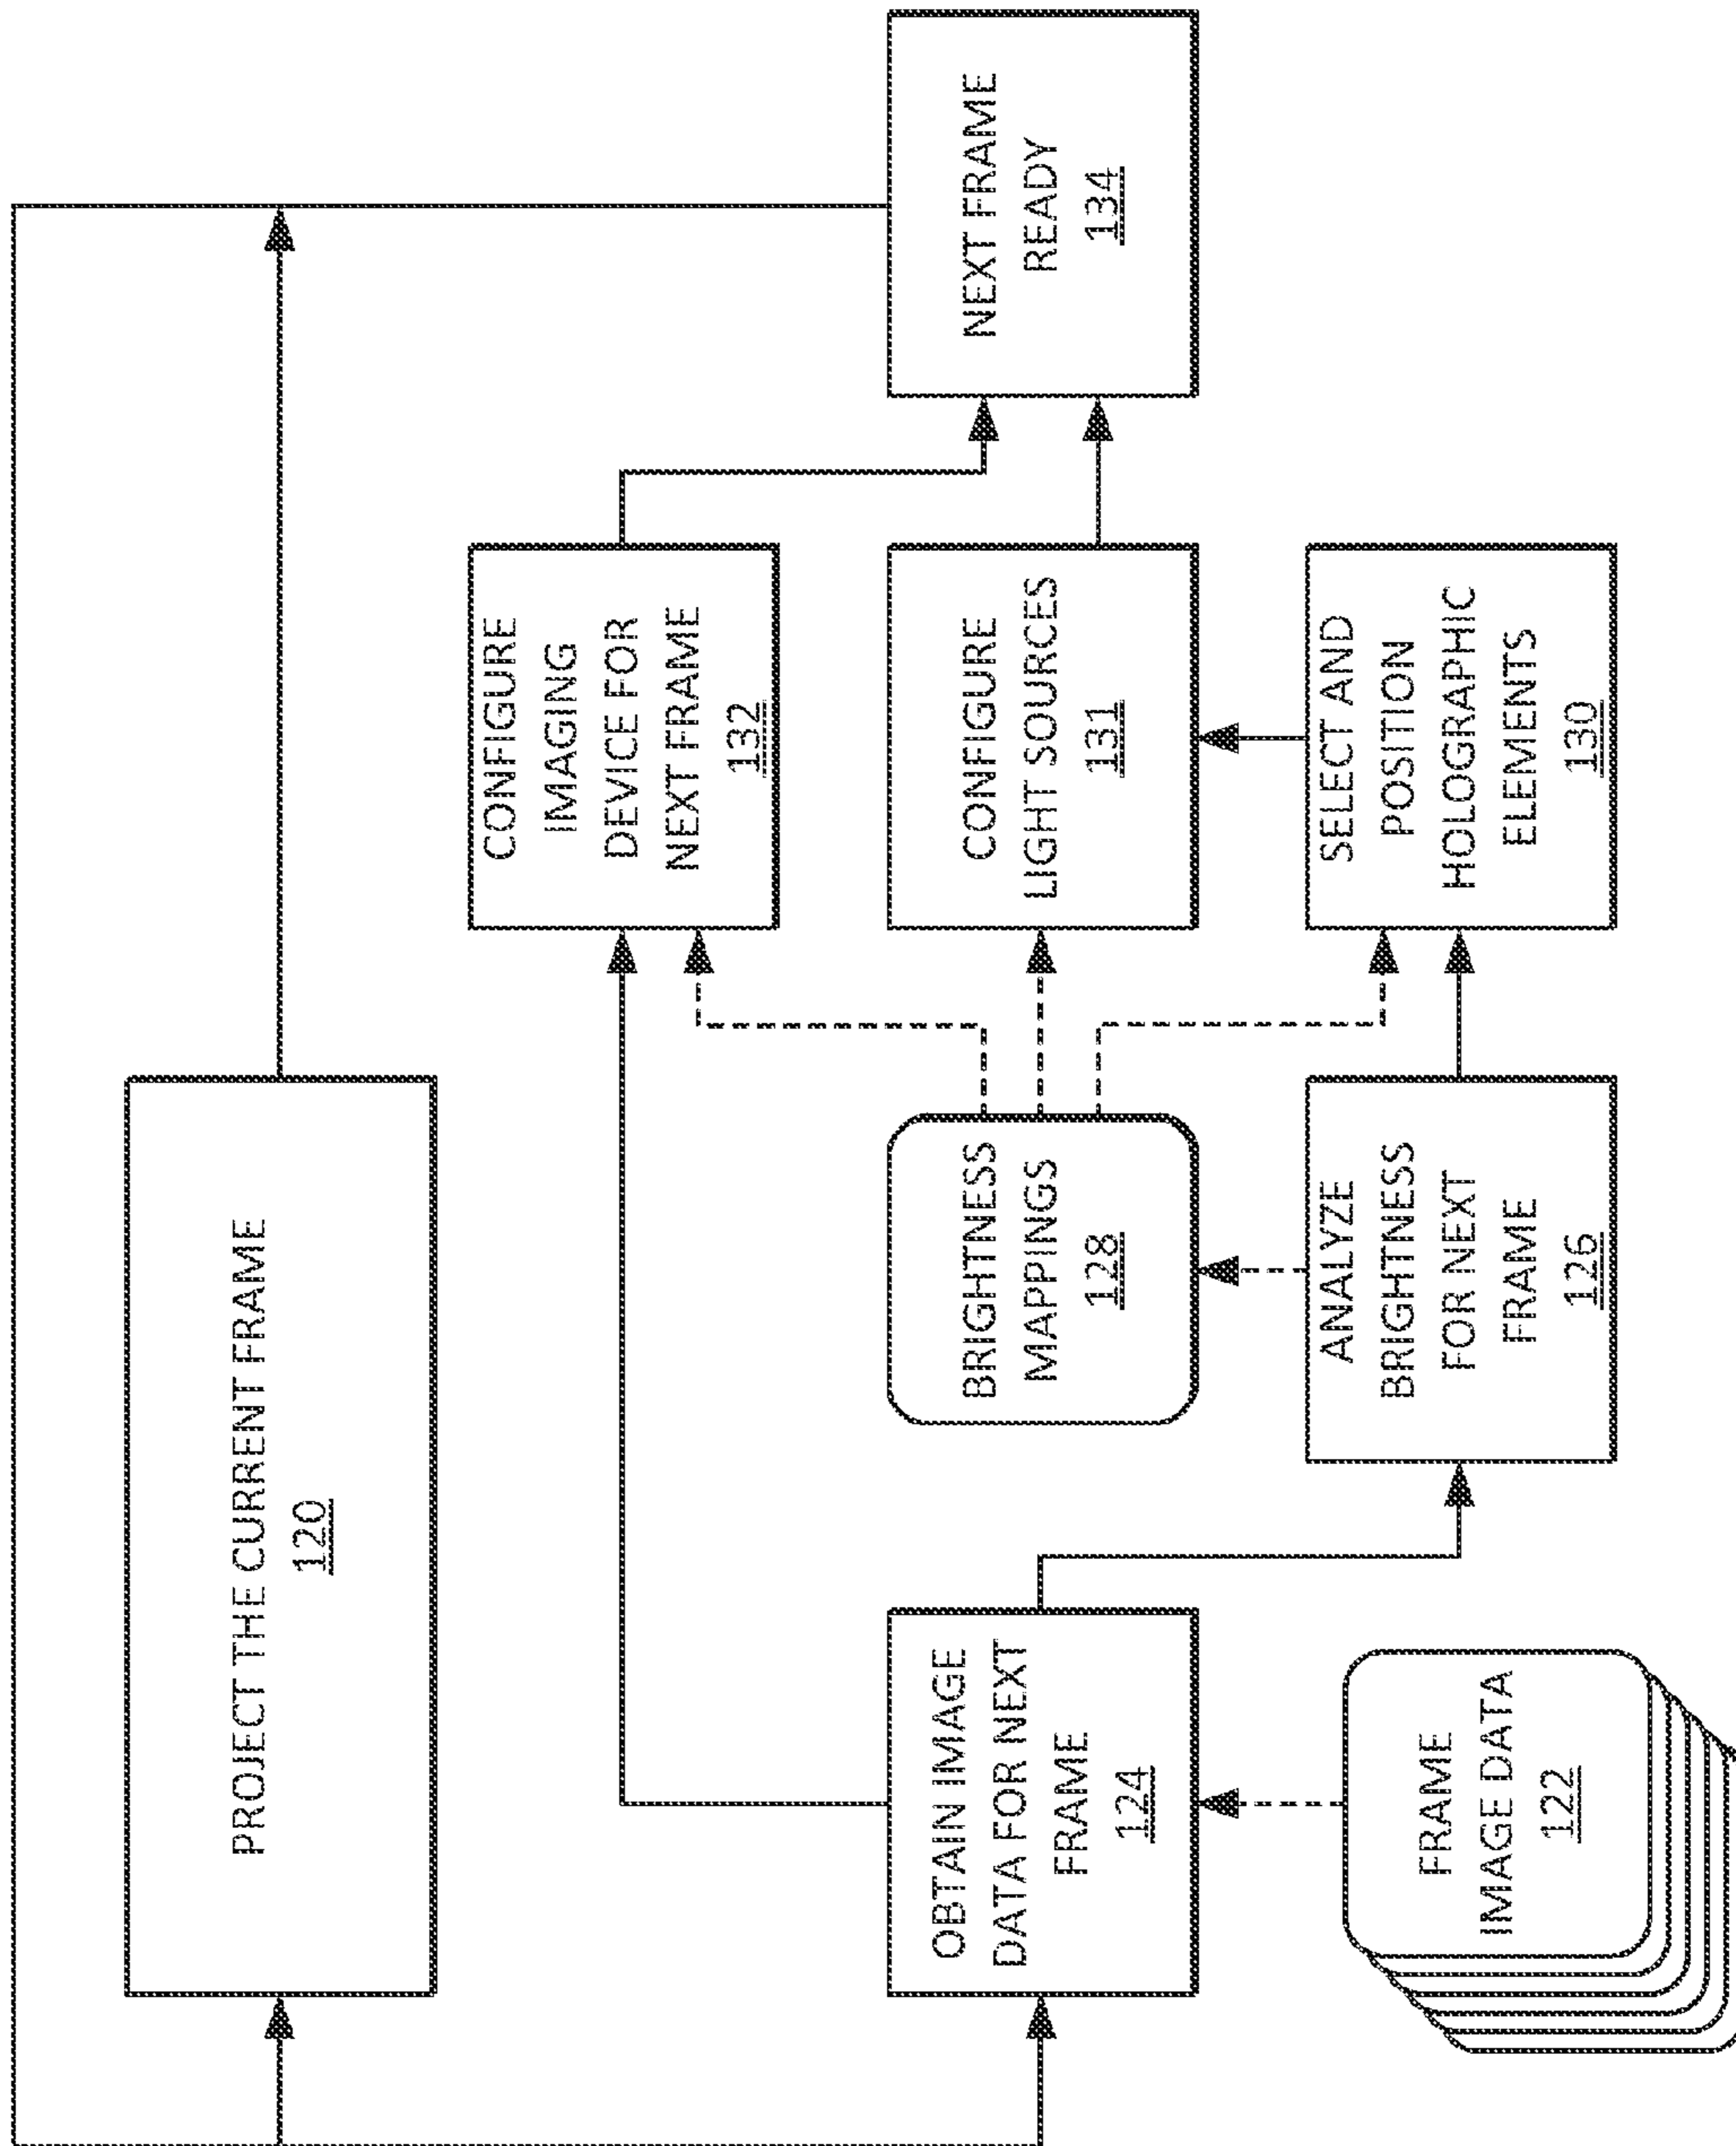 PROJECT THE CURRENT FRAME
120
OBTAIN IMAGE
DATA FOR NEXT
FRAME
124
FRAME
IMAGE DATA
122
BRIGHTNESS
MAPPINGS
128
ANALYZE
BRIGHTNESS
FOR NEXT
FRAME
126
CONFIGURE
IMAGING
DEVICE FOR
NEXT FRAME
132
CONFIGURE
LIGHT SOURCES
131
SELECT AND
POSITION
HOLOGRAPHIC
ELEMENTS
130
NEXT FRAME
READY
134